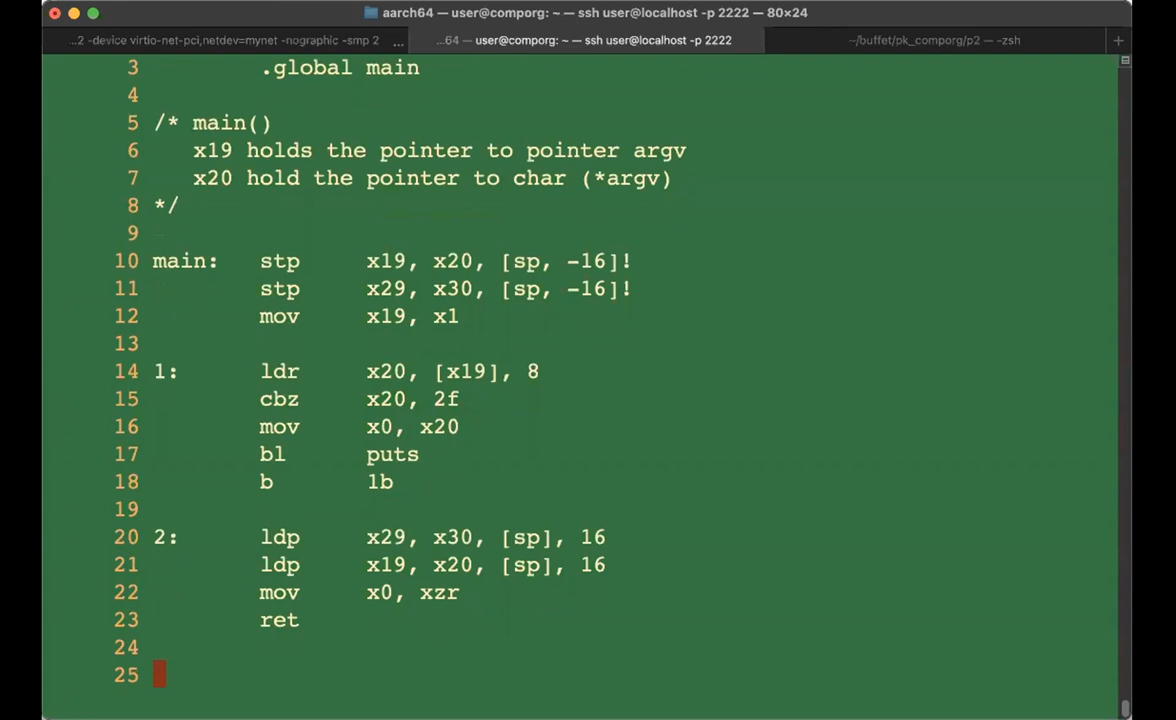 aarch64 — user@comporg: ~ — ssh user@localhost -p 2222 — 80×24
...2 -device virtio-net-pci,netdev=mynet -nographic -smp 2 ... ...64 — user@comporg: ~ — ssh user@localhost -p 2222 ~/buffet/pk_comporg/p2 — -zsh +
3 .global main
4
5 /* main()
6 x19 holds the pointer to pointer argv
7 x20 hold the pointer to char (*argv)
8 */
9
10 main: stp x19, x20, [sp, -16]!
11 stp x29, x30, [sp, -16]!
12 mov x19, x1
13
14 1: ldr x20, [x19], 8
15 cbz x20, 2f
16 mov x0, x20
17 bl puts
18 b 1b
19
20 2: ldp x29, x30, [sp], 16
21 ldp x19, x20, [sp], 16
22 mov x0, xzr
23 ret
24
25